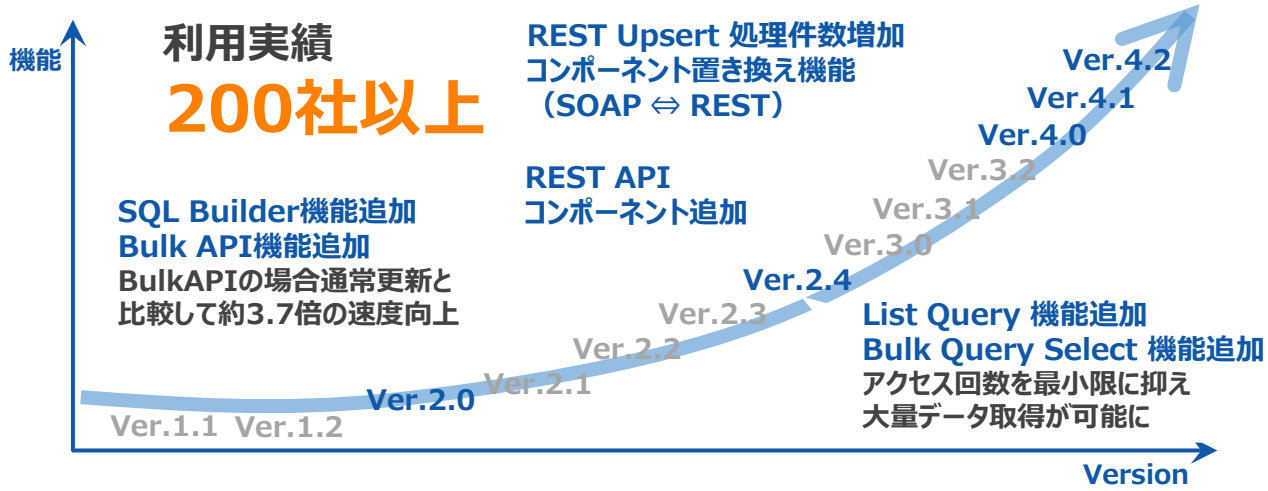 機能
利用実績
200社以上
REST Upsert 処理件数増加
コンポーネント置き換え機能
（SOAP ⇔ REST）
REST API
コンポーネント追加
SQL Builder機能追加
Bulk API機能追加
BulkAPIの場合通常更新と
比較して約3.7倍の速度向上
Ver.4.2
Ver.4.1
Ver.4.0
Ver.3.2
Ver.3.1
Ver.3.0
Ver.2.4
Ver.2.3
Ver.2.2
Ver.2.1
Ver.2.0
Ver.1.1 Ver.1.2
List Query 機能追加
Bulk Query Select 機能追加
アクセス回数を最小限に抑え
大量データ取得が可能に
Version